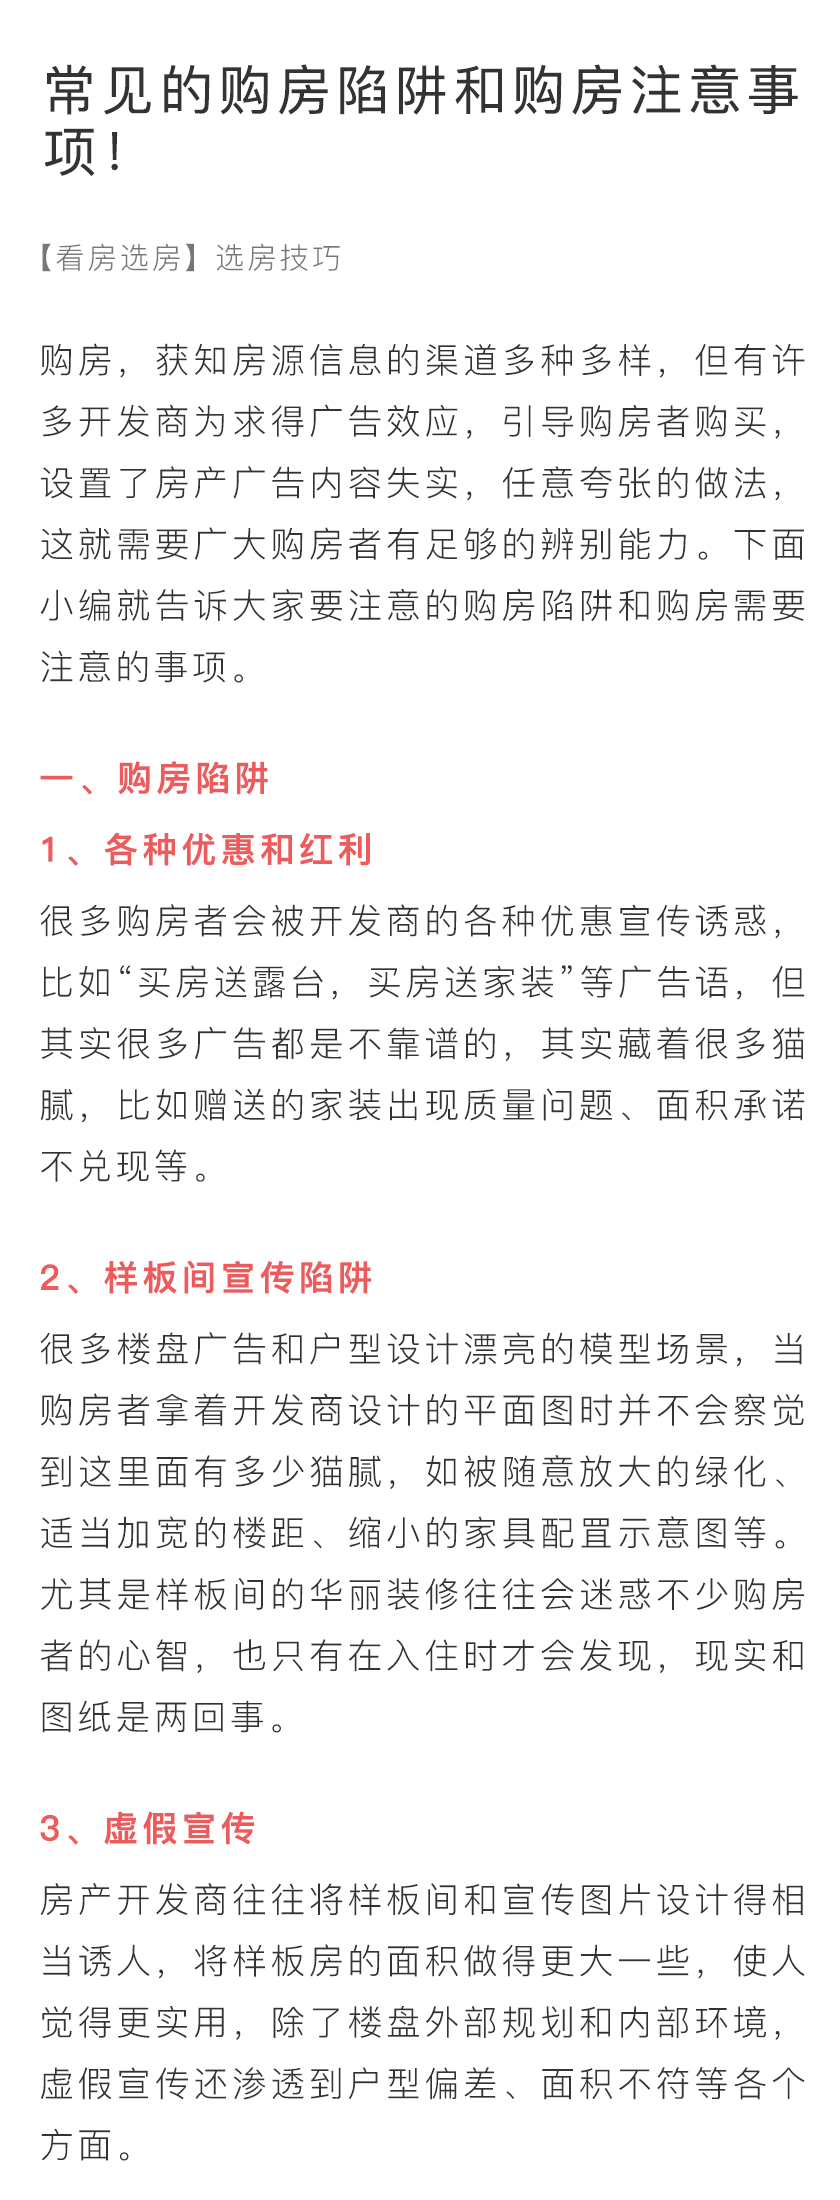 常见的购房陷阱和购房注意事
项！
【看房选房】选房技巧
购房，获知房源信息的渠道多种多样，但有许
多开发商为求得广告效应，引导购房者购买，
设置了房产广告内容失实，任意夸张的做法，
这就需要广大购房者有足够的辨别能力。下面
小编就告诉大家要注意的购房陷阱和购房需要
注意的事项。
一、购房陷阱
1、各种优惠和红利
很多购房者会被开发商的各种优惠宣传诱惑，
比如“买房送露台，买房送家装”等广告语，但
其实很多广告都是不靠谱的，其实藏着很多猫
腻，比如赠送的家装出现质量问题、面积承诺
不兑现等。
2、样板间宣传陷阱
很多楼盘广告和户型设计漂亮的模型场景，当
购房者拿着开发商设计的平面图时并不会察觉
到这里面有多少猫腻，如被随意放大的绿化、
适当加宽的楼距、缩小的家具配置示意图等。
尤其是样板间的华丽装修往往会迷惑不少购房
者的心智，也只有在入住时才会发现，现实和
图纸是两回事。
3、虚假宣传
房产开发商往往将样板间和宣传图片设计得相
当诱人，将样板房的面积做得更大一些，使人
觉得更实用，除了楼盘外部规划和内部环境，
虚假宣传还渗透到户型偏差、面积不符等各个
方面。